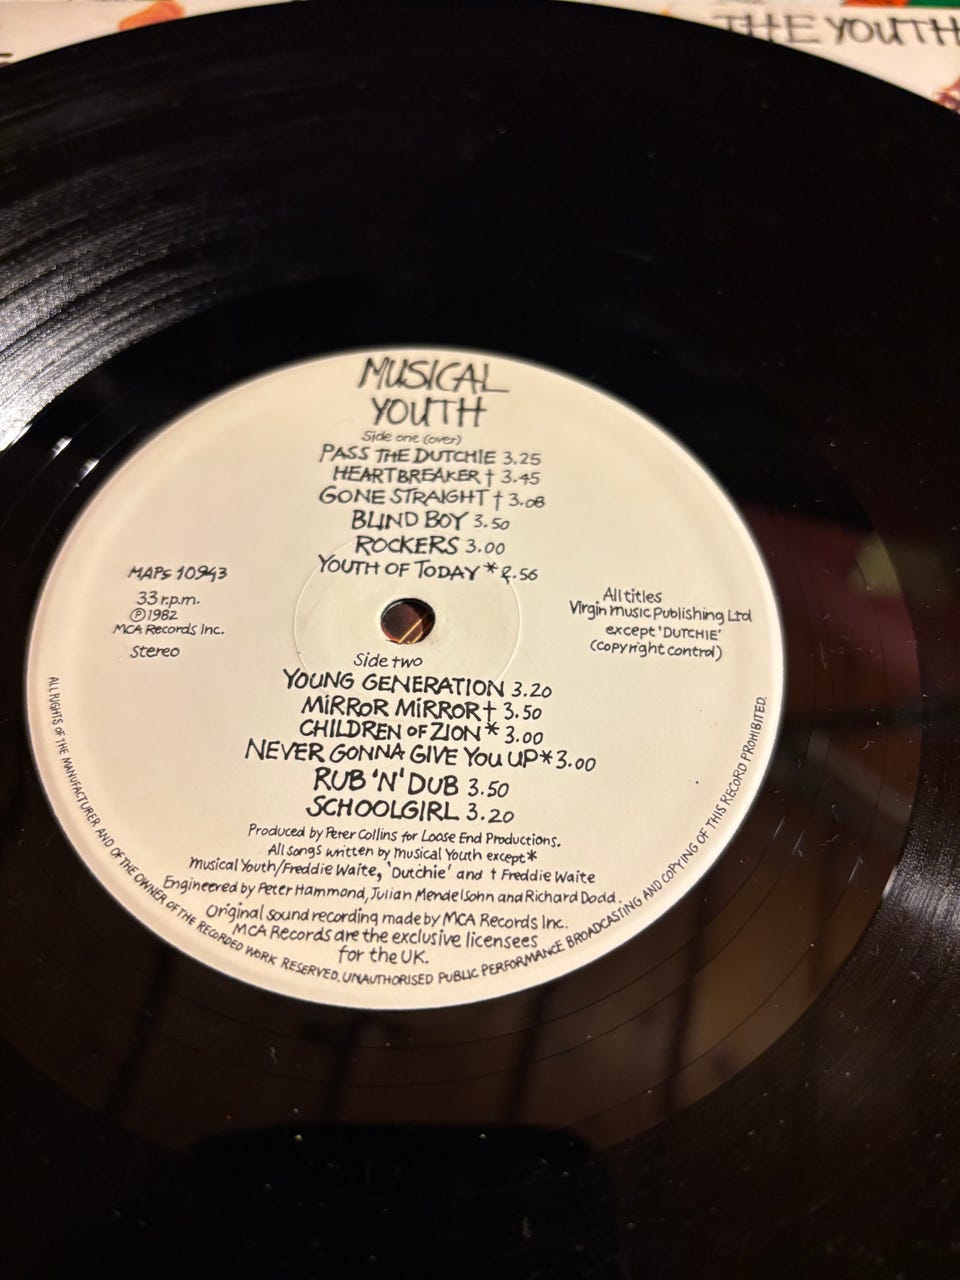 THE YOUTH
MUSICAL
YOUTH
Side one (over)
PASS THE DUTCHIE 3.25
HEARTBREAKER † 3.45
GONE STRAIGHT † 3.08
BLIND BOY 3.50
ROCKERS 3.00
YOUTH OF TODAY * 2.56
MAPS 10943
33 r.p.m.
Ⓟ 1982
MCA Records Inc.
Stereo
All titles
Virgin Music Publishing Ltd
except 'DUTCHIE'
(copyright control)
Side two
YOUNG GENERATION 3.20
MIRROR MIRROR † 3.50
CHILDREN OF ZION * 3.00
NEVER GONNA GIVE YOU UP * 3.00
RUB 'N' DUB 3.50
SCHOOLGIRL 3.20
Produced by Peter Collins for Loose End Productions.
All songs written by Musical Youth except *
Musical Youth/Freddie Waite, 'Dutchie' and † Freddie Waite
Engineered by Peter Hammond, Julian Mendelsohn and Richard Dodd.
Original sound recording made by MCA Records Inc.
MCA Records are the exclusive licensees
for the UK.
ALL RIGHTS OF THE MANUFACTURER AND OF THE OWNER OF THE RECORDED WORK RESERVED. UNAUTHORISED PUBLIC PERFORMANCE BROADCASTING AND COPYING OF THIS RECORD PROHIBITED.